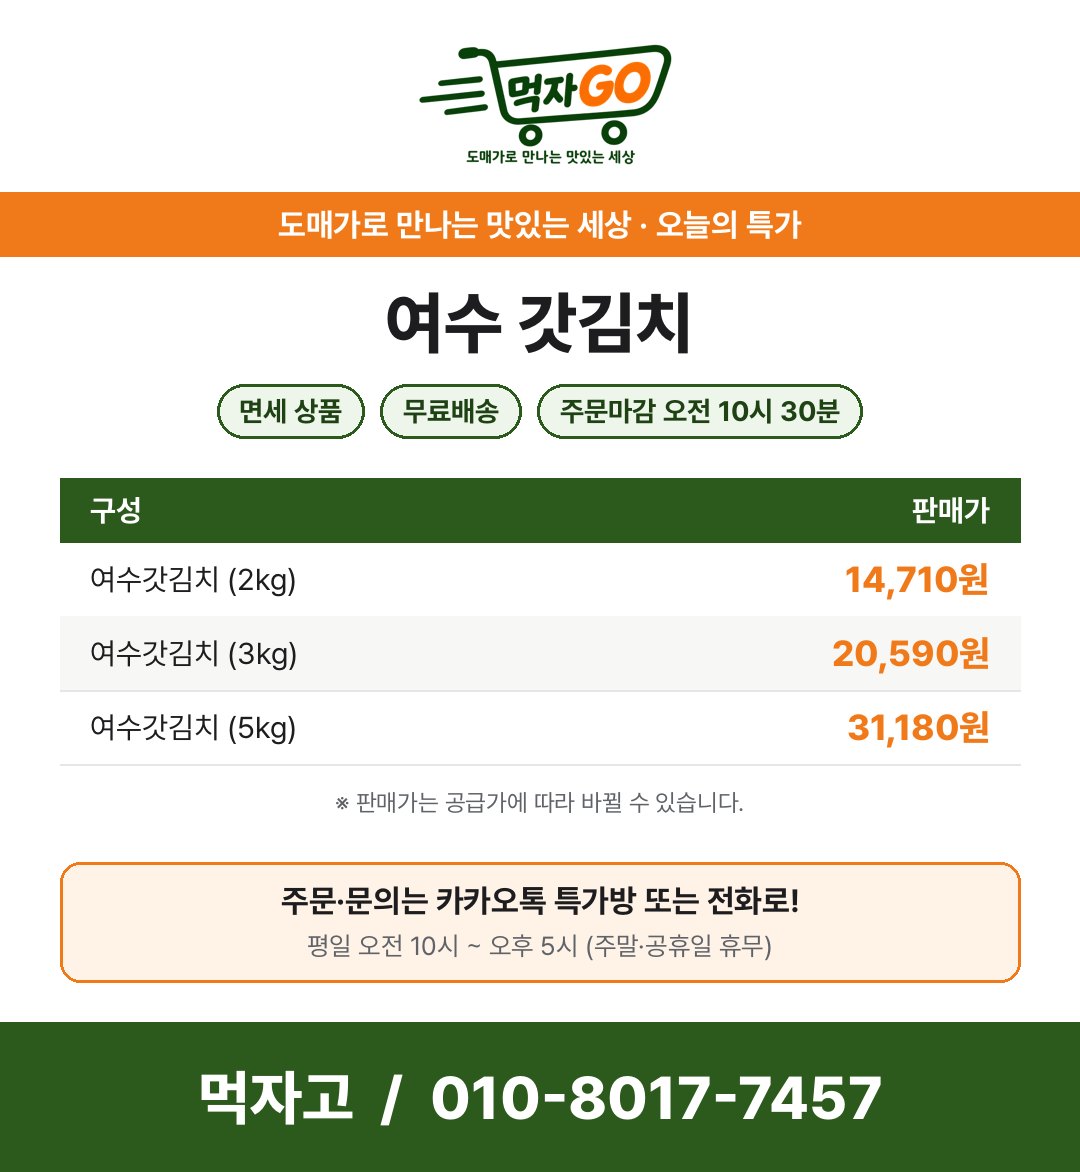 먹자GO
도매가로 만나는 맛있는 세상
도매가로 만나는 맛있는 세상 · 오늘의 특가
여수 갓김치
면세 상품 무료배송 주문마감 오전 10시 30분
구성 판매가
여수갓김치 (2kg) 14,710원
여수갓김치 (3kg) 20,590원
여수갓김치 (5kg) 31,180원
※ 판매가는 공급가에 따라 바뀔 수 있습니다.
주문·문의는 카카오톡 특가방 또는 전화로!
평일 오전 10시 ~ 오후 5시 (주말·공휴일 휴무)
먹자고 / 010-8017-7457